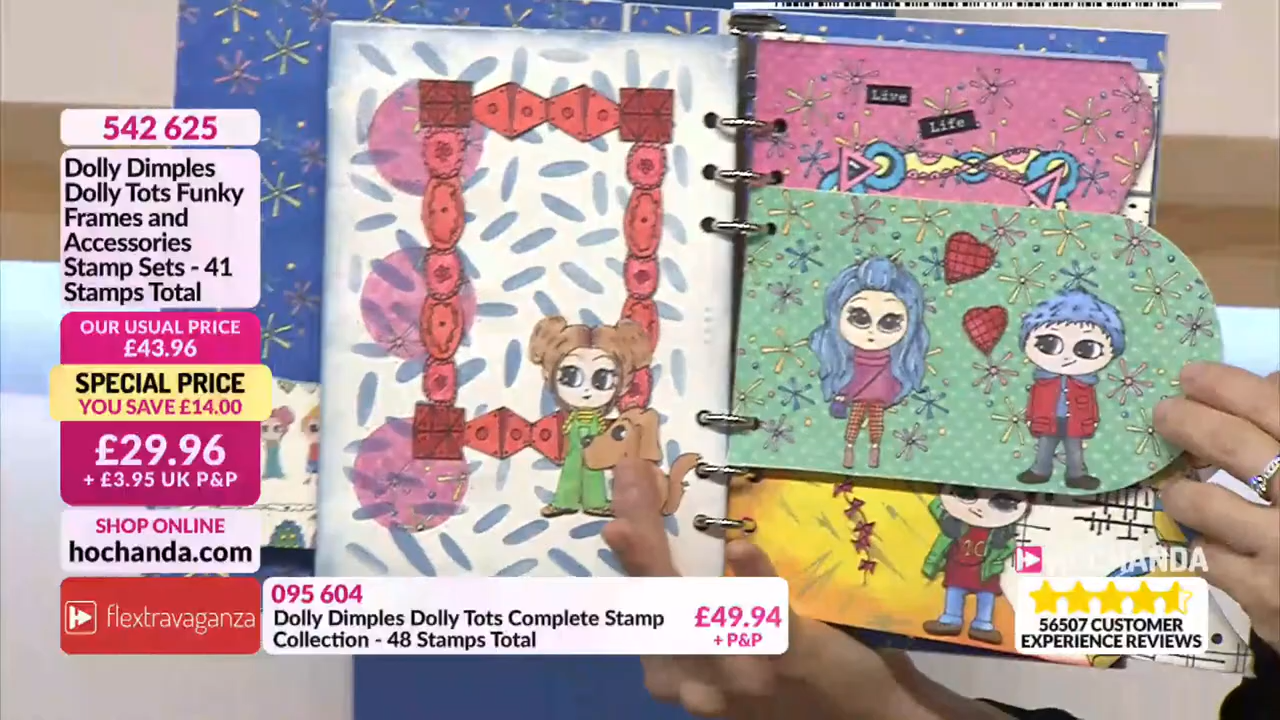 542 625
Dolly Dimples
Dolly Tots Funky
Frames and
Accessories
Stamp Sets - 41
Stamps Total
OUR USUAL PRICE
£43.96
SPECIAL PRICE
YOU SAVE £14.00
£29.96
+ £3.95 UK P&P
SHOP ONLINE
hochanda.com
flextravaganza
095 604
Dolly Dimples Dolly Tots Complete Stamp
Collection - 48 Stamps Total
£49.94
+ P&P
Live
Life
HOCHANDA
56507 CUSTOMER
EXPERIENCE REVIEWS